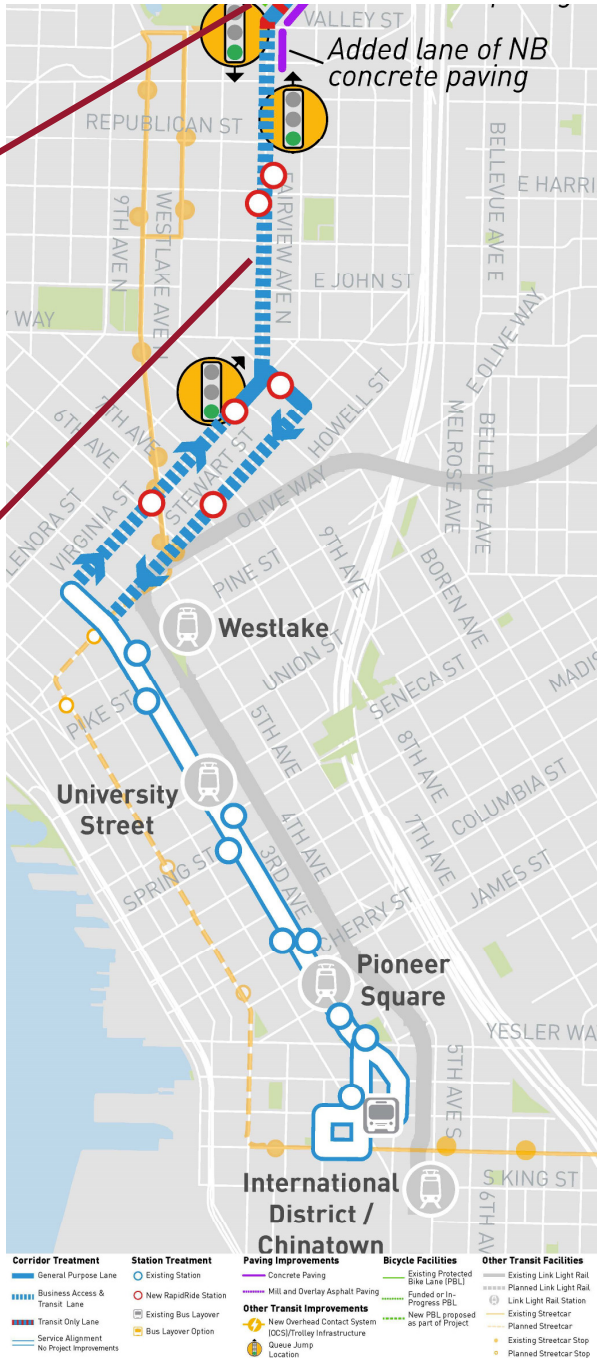 VALLEY ST
Added lane of NB
concrete paving
REPUBLICAN ST
BELLEVUE AVE E
E HARRI
9TH AVE N
WESTLAKE AVE N
FAIRVIEW AVE N
E JOHN ST
WAY
E OLIVE WAY
7TH AVE
6TH AVE
HOWELL ST
STEWART ST
MELROSE AVE
BELLEVUE AVE
LENORA ST
VIRGINIA ST
OLIVE WAY
9TH AVE
PINE ST
BOREN AVE
Westlake
UNION ST
SENECA ST
MADIS
PIKE ST
5TH AVE
8TH AVE
University
Street
COLUMBIA ST
4TH AVE
7TH AVE
3RD AVE
SPRING ST
JAMES ST
CHERRY ST
Pioneer
Square
YESLER WA
5TH AVE S
S KING ST
International
District /
Chinatown
6TH AV
Corridor Treatment
General Purpose Lane
Business Access &
Transit Lane
Transit Only Lane
Service Alignment
No Project Improvements
Station Treatment
Existing Station
New RapidRide Station
Existing Bus Layover
Bus Layover Option
Paving Improvements
Concrete Paving
Mill and Overlay Asphalt Paving
Other Transit Improvements
New Overhead Contact System
(OCS)/Trolley Infrastructure
Queue Jump
Location
Bicycle Facilities
Existing Protected
Bike Lane (PBL)
Funded or In-
Progress PBL
New PBL proposed
as part of Project
Other Transit Facilities
Existing Link Light Rail
Planned Link Light Rail
Link Light Rail Station
Existing Streetcar
Planned Streetcar
Existing Streetcar Stop
Planned Streetcar Stop